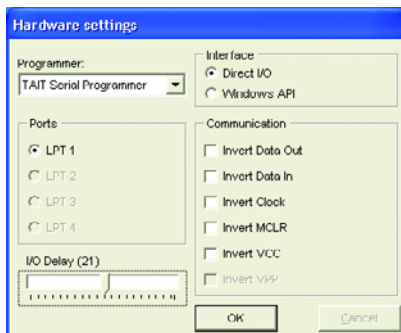 Hardware settings
Programmer:
TAIT Serial Programmer
Interface
Direct I/O
Windows API
Ports
LPT 1
LPT 2
LPT 3
LPT 4
Communication
Invert Data Out
Invert Data In
Invert Clock
Invert MCLR
Invert VCC
Invert VPP
I/O Delay (21)
OK
Cancel